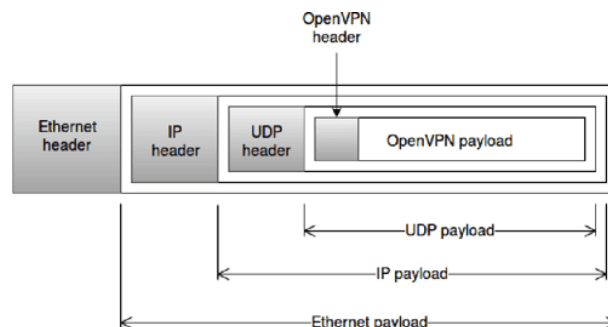 OpenVPN
header
Ethernet
header
IP
header
UDP
header
OpenVPN payload
UDP payload
IP payload
Ethernet payload